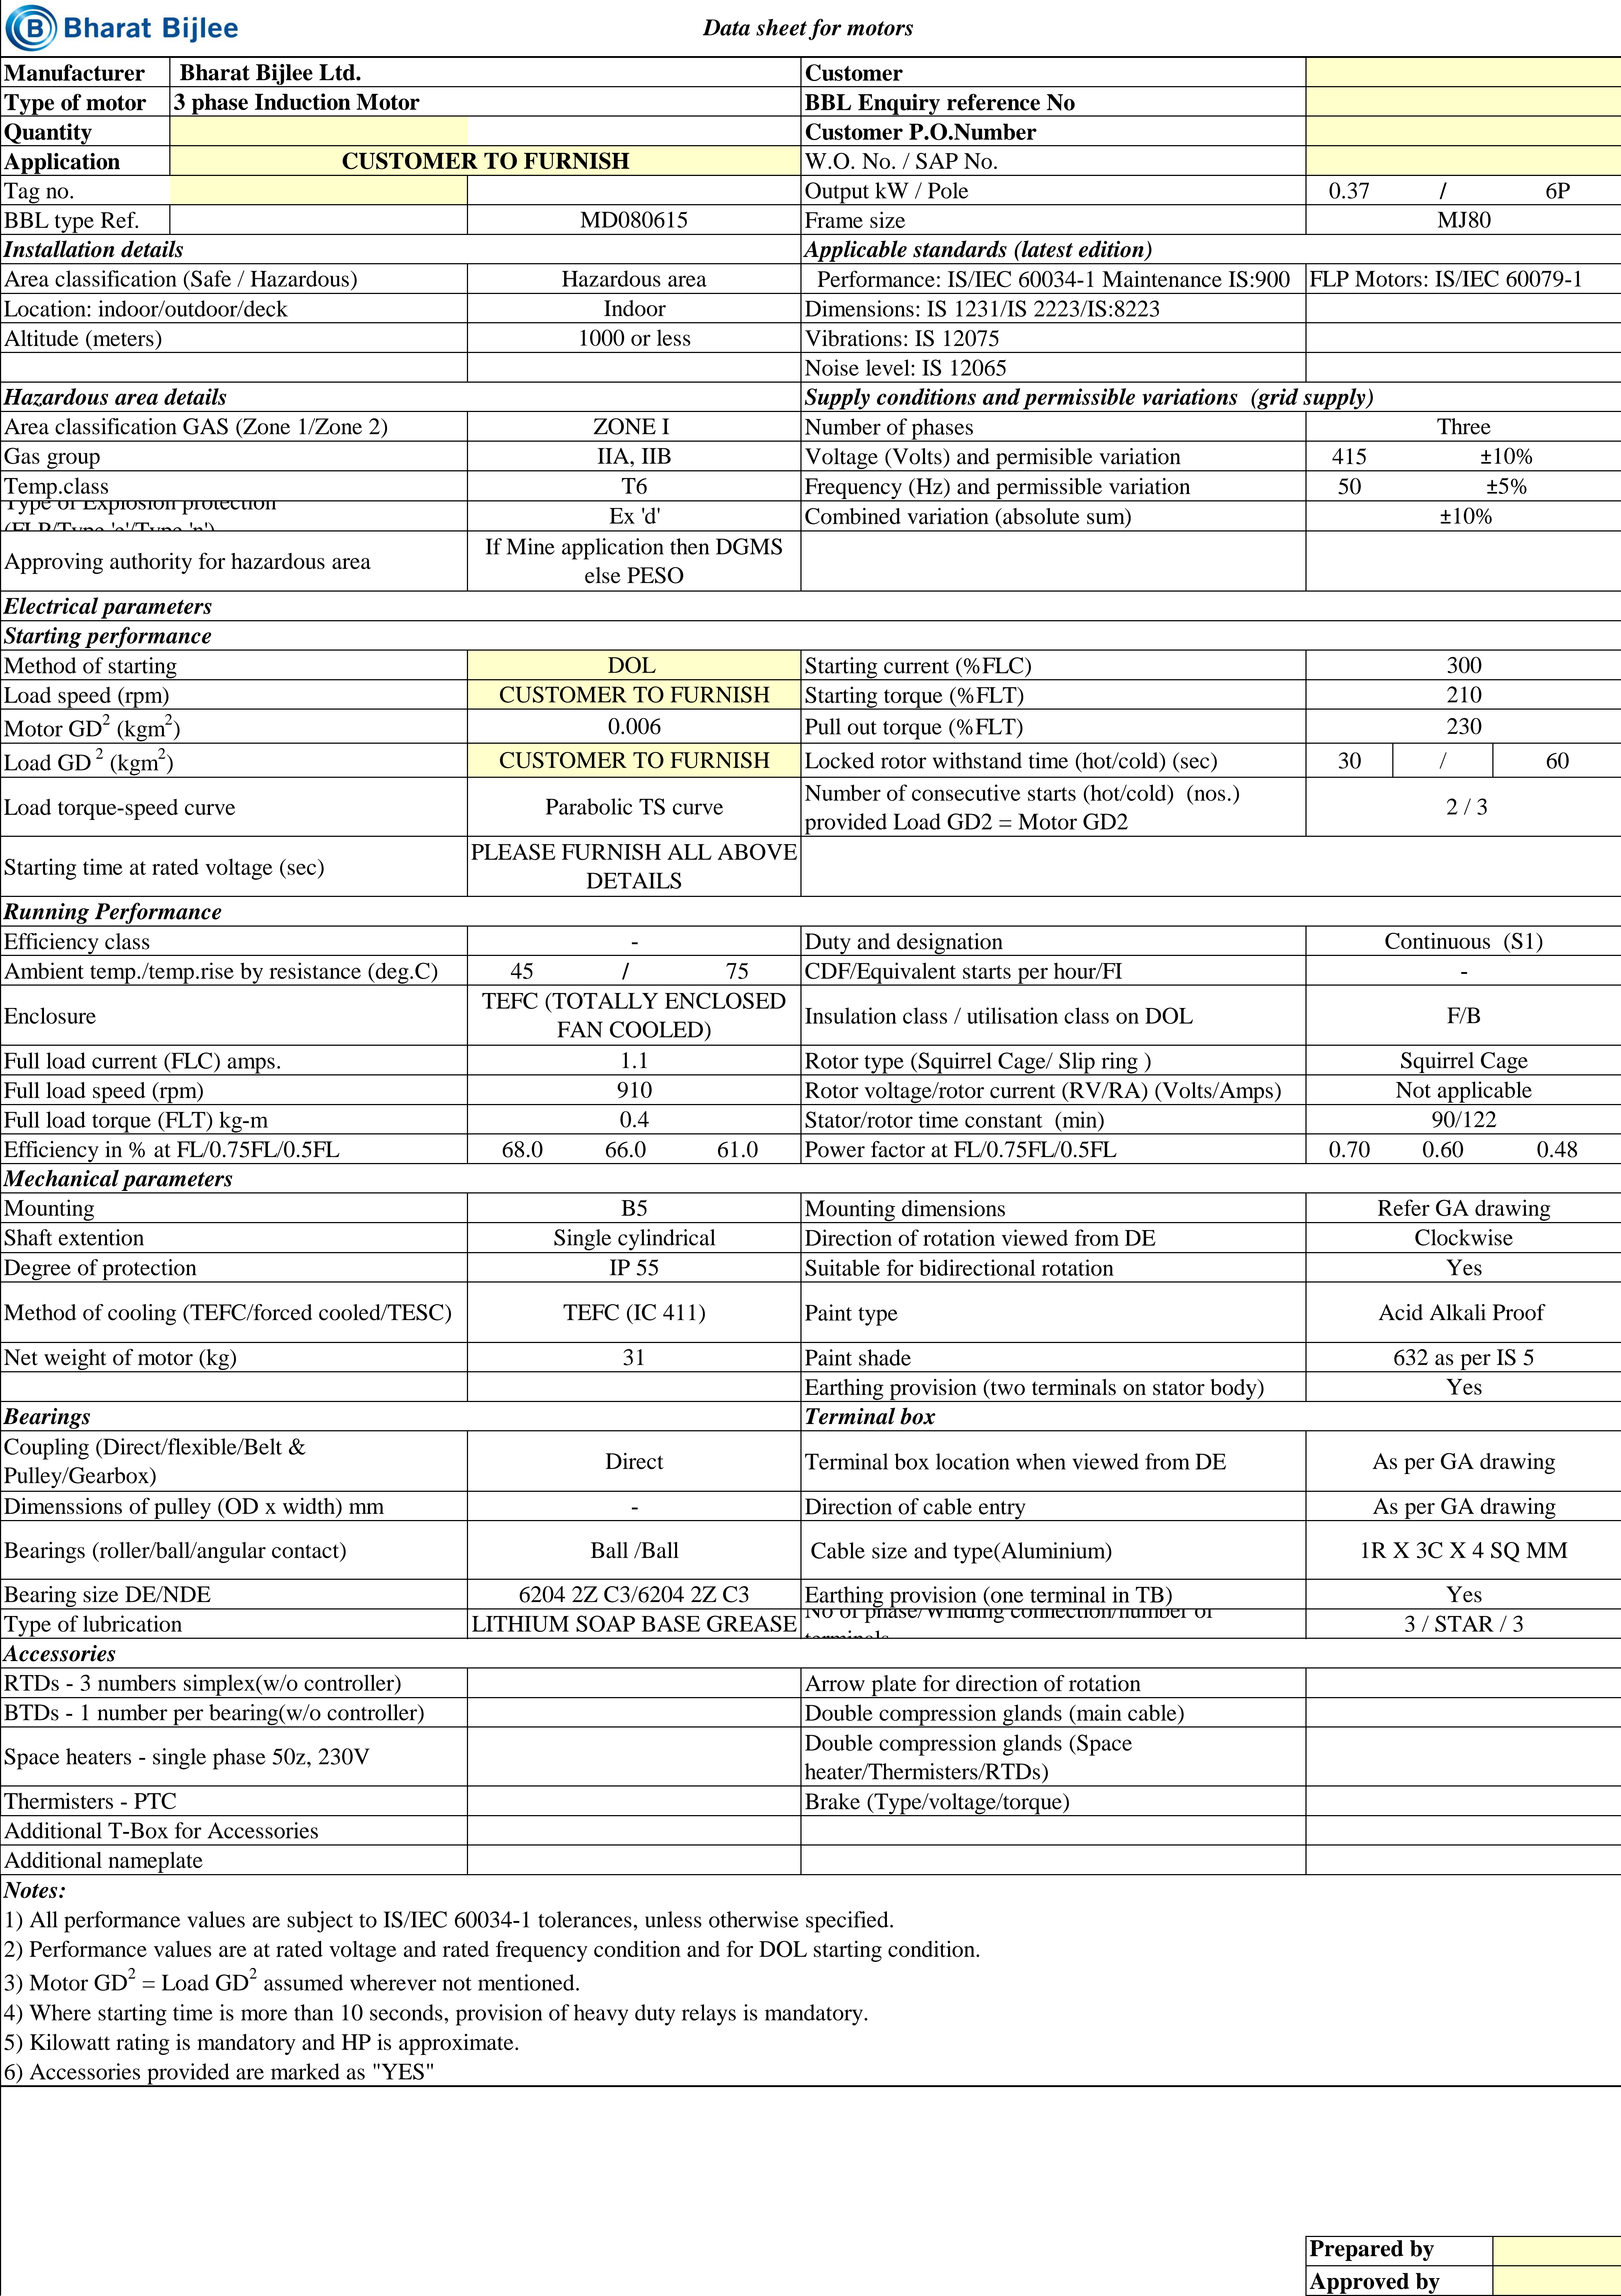 Bharat Bijlee
Data sheet for motors
Manufacturer Bharat Bijlee Ltd. Customer
Type of motor 3 phase Induction Motor BBL Enquiry reference No
Quantity Customer P.O.Number
Application CUSTOMER TO FURNISH W.O. No. / SAP No.
Tag no. Output kW / Pole 0.37 / 6P
BBL type Ref. MD080615 Frame size MJ80
Installation details Applicable standards (latest edition)
Area classification (Safe / Hazardous) Hazardous area Performance: IS/IEC 60034-1 Maintenance IS:900 FLP Motors: IS/IEC 60079-1
Location: indoor/outdoor/deck Indoor Dimensions: IS 1231/IS 2223/IS:8223
Altitude (meters) 1000 or less Vibrations: IS 12075
Noise level: IS 12065
Hazardous area details Supply conditions and permissible variations (grid supply)
Area classification GAS (Zone 1/Zone 2) ZONE I Number of phases Three
Gas group IIA, IIB Voltage (Volts) and permisible variation 415 ±10%
Temp.class T6 Frequency (Hz) and permissible variation 50 ±5%
Type of Explosion protection
(FLP/Type 'e'/Type 'n') Ex 'd' Combined variation (absolute sum) ±10%
Approving authority for hazardous area If Mine application then DGMS
else PESO
Electrical parameters
Starting performance
Method of starting DOL Starting current (%FLC) 300
Load speed (rpm) CUSTOMER TO FURNISH Starting torque (%FLT) 210
Motor GD2 (kgm2) 0.006 Pull out torque (%FLT) 230
Load GD 2 (kgm2) CUSTOMER TO FURNISH Locked rotor withstand time (hot/cold) (sec) 30 / 60
Load torque-speed curve Parabolic TS curve Number of consecutive starts (hot/cold) (nos.)
provided Load GD2 = Motor GD2 2 / 3
Starting time at rated voltage (sec) PLEASE FURNISH ALL ABOVE
DETAILS
Running Performance
Efficiency class - Duty and designation Continuous (S1)
Ambient temp./temp.rise by resistance (deg.C) 45 / 75 CDF/Equivalent starts per hour/FI -
Enclosure TEFC (TOTALLY ENCLOSED
FAN COOLED) Insulation class / utilisation class on DOL F/B
Full load current (FLC) amps. 1.1 Rotor type (Squirrel Cage/ Slip ring ) Squirrel Cage
Full load speed (rpm) 910 Rotor voltage/rotor current (RV/RA) (Volts/Amps) Not applicable
Full load torque (FLT) kg-m 0.4 Stator/rotor time constant (min) 90/122
Efficiency in % at FL/0.75FL/0.5FL 68.0 66.0 61.0 Power factor at FL/0.75FL/0.5FL 0.70 0.60 0.48
Mechanical parameters
Mounting B5 Mounting dimensions Refer GA drawing
Shaft extention Single cylindrical Direction of rotation viewed from DE Clockwise
Degree of protection IP 55 Suitable for bidirectional rotation Yes
Method of cooling (TEFC/forced cooled/TESC) TEFC (IC 411) Paint type Acid Alkali Proof
Net weight of motor (kg) 31 Paint shade 632 as per IS 5
Earthing provision (two terminals on stator body) Yes
Bearings Terminal box
Coupling (Direct/flexible/Belt &
Pulley/Gearbox) Direct Terminal box location when viewed from DE As per GA drawing
Dimenssions of pulley (OD x width) mm - Direction of cable entry As per GA drawing
Bearings (roller/ball/angular contact) Ball /Ball Cable size and type(Aluminium) 1R X 3C X 4 SQ MM
Bearing size DE/NDE 6204 2Z C3/6204 2Z C3 Earthing provision (one terminal in TB) Yes
Type of lubrication LITHIUM SOAP BASE GREASE No of phase/Winding connection/number of
terminals 3 / STAR / 3
Accessories
RTDs - 3 numbers simplex(w/o controller) Arrow plate for direction of rotation
BTDs - 1 number per bearing(w/o controller) Double compression glands (main cable)
Space heaters - single phase 50z, 230V Double compression glands (Space
heater/Thermisters/RTDs)
Thermisters - PTC Brake (Type/voltage/torque)
Additional T-Box for Accessories
Additional nameplate
Notes:
1) All performance values are subject to IS/IEC 60034-1 tolerances, unless otherwise specified.
2) Performance values are at rated voltage and rated frequency condition and for DOL starting condition.
3) Motor GD2 = Load GD2 assumed wherever not mentioned.
4) Where starting time is more than 10 seconds, provision of heavy duty relays is mandatory.
5) Kilowatt rating is mandatory and HP is approximate.
6) Accessories provided are marked as "YES"
Prepared by
Approved by